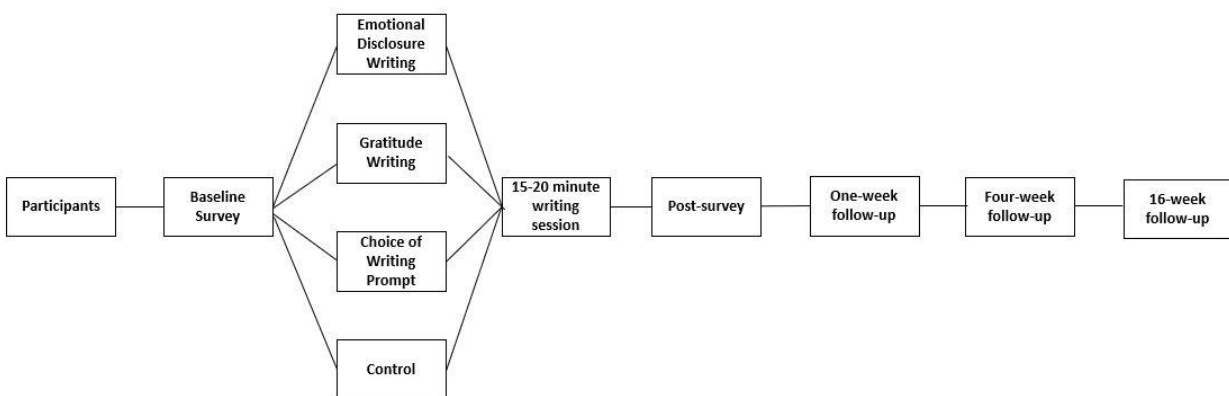 Participants
Baseline
Survey
Emotional
Disclosure
Writing
Gratitude
Writing
Choice of
Writing
Prompt
Control
15-20 minute
writing
session
Post-survey
One-week
follow-up
Four-week
follow-up
16-week
follow-up